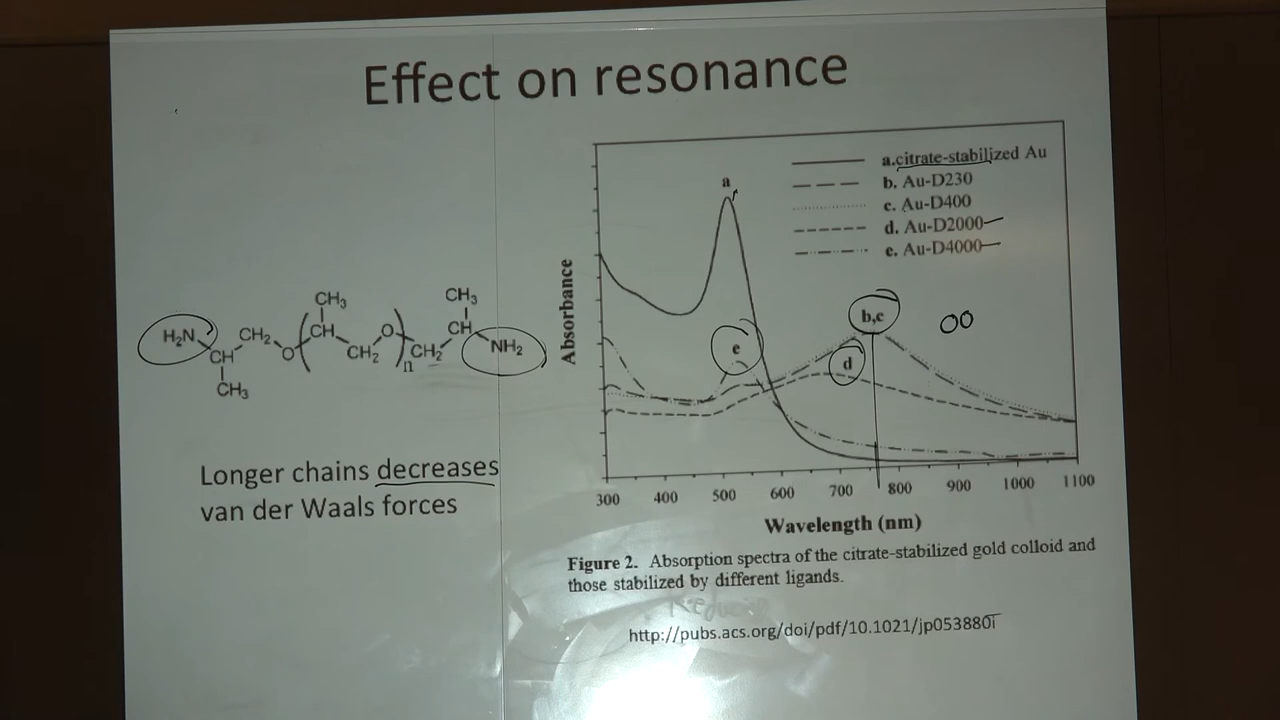 Effect on resonance
a.citrate-stabilized Au
b. Au-D230
c. Au-D400
d. Au-D2000
e. Au-D4000
a
b,c
e
d
Absorbance
300 400 500 600 700 800 900 1000 1100
Wavelength (nm)
CH₃ CH₃
H₂N CH₂ CH O CH NH₂
CH O CH₂ n CH₂
CH₃
Longer chains decreases
van der Waals forces
Figure 2. Absorption spectra of the citrate-stabilized gold colloid and
those stabilized by different ligands.
http://pubs.acs.org/doi/pdf/10.1021/jp053880i